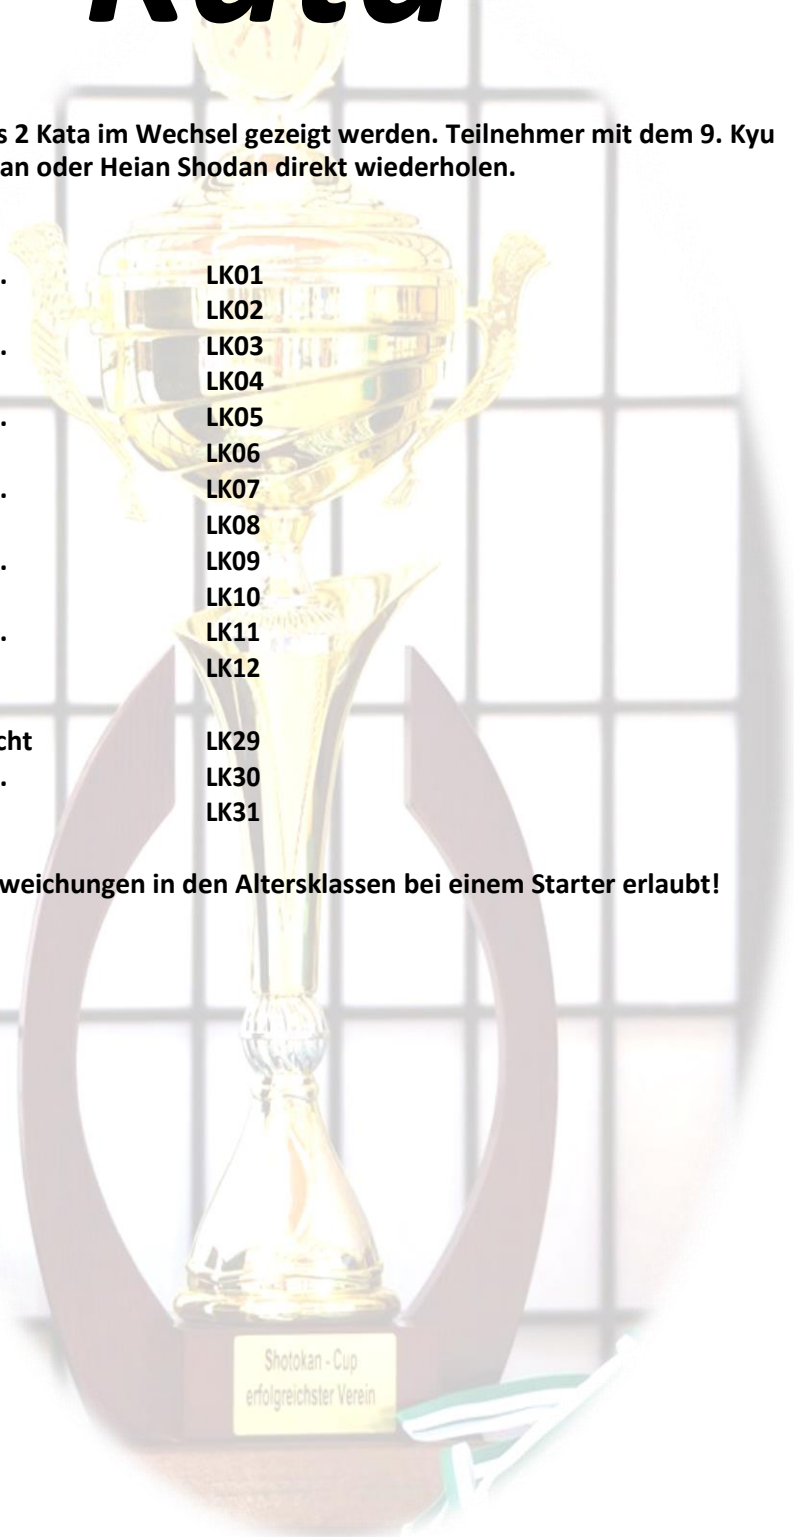 Kata
s 2 Kata im Wechsel gezeigt werden. Teilnehmer mit dem 9. Kyu
an oder Heian Shodan direkt wiederholen.
. LK01
LK02
. LK03
LK04
. LK05
LK06
. LK07
LK08
. LK09
LK10
. LK11
LK12
cht LK29
. LK30
LK31
weichungen in den Altersklassen bei einem Starter erlaubt!
Shotokan - Cup
erfolgreichster Verein